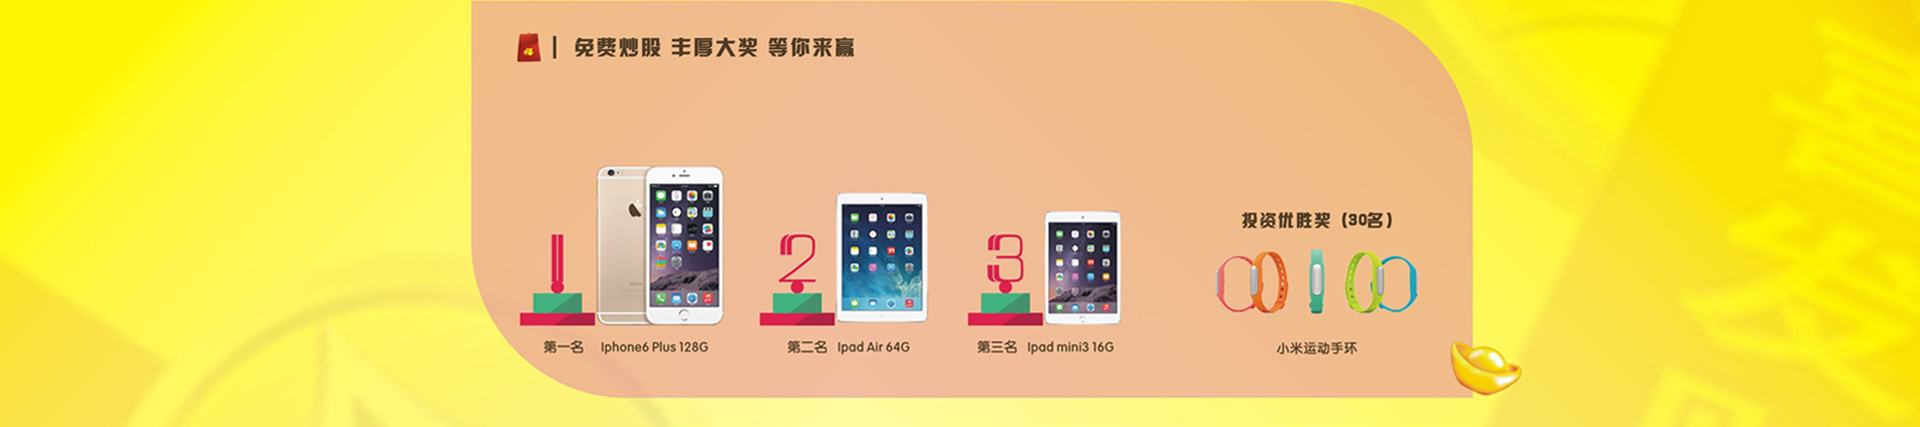 免费炒股 丰厚大奖 等你来赢
投资优胜奖（30名）
1
2
3
第一名 Iphone6 Plus 128G
第二名 Ipad Air 64G
第三名 Ipad mini3 16G
小米运动手环